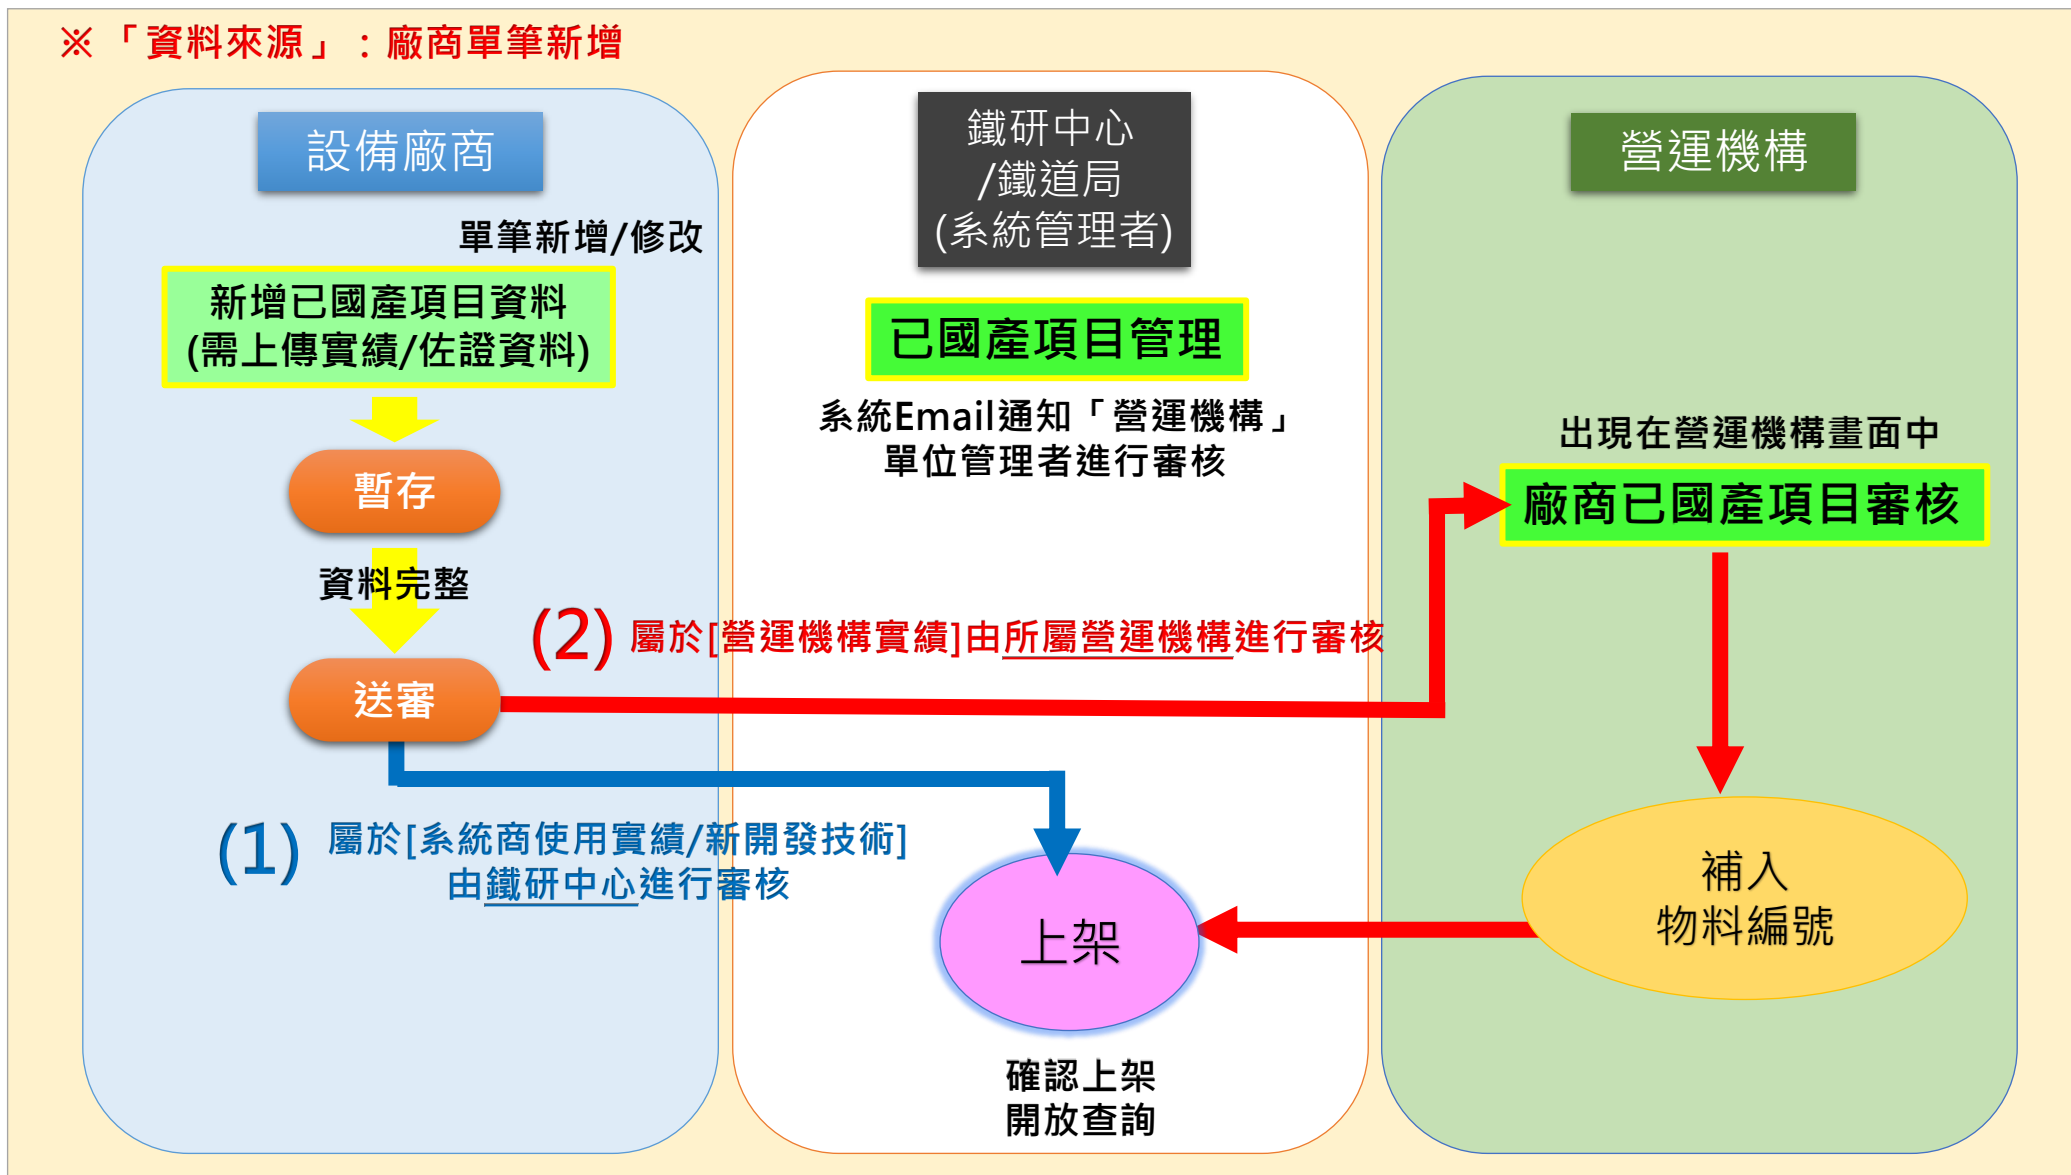 ※「資料來源」:廠商單筆新增
設備廠商
單筆新增/修改
新增已國產項目資料
(需上傳實績/佐證資料)
暫存
資料完整
送審
(1) 屬於[系統商使用實績/新開發技術]
由鐵研中心進行審核
(2) 屬於[營運機構實績]由所屬營運機構進行審核
鐵研中心
/鐵道局
(系統管理者)
已國產項目管理
系統Email通知「營運機構」
單位管理者進行審核
上架
確認上架
開放查詢
營運機構
出現在營運機構畫面中
廠商已國產項目審核
補入
物料編號